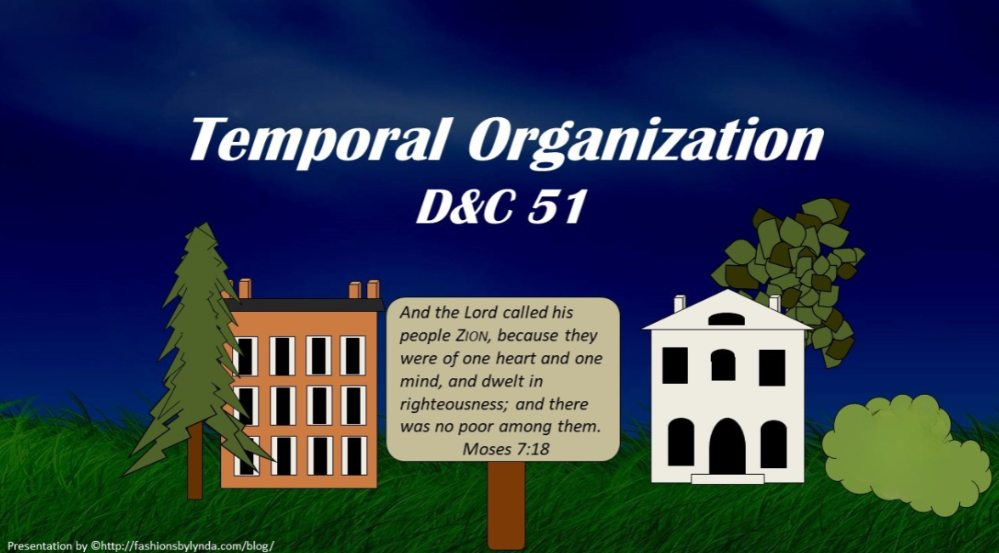 Temporal Organization
D&C 51
And the Lord called his
people ZION, because they
were of one heart and one
mind, and dwelt in
righteousness; and there
was no poor among them.
Moses 7:18
Presentation by ©http://fashionsbylynda.com/blog/